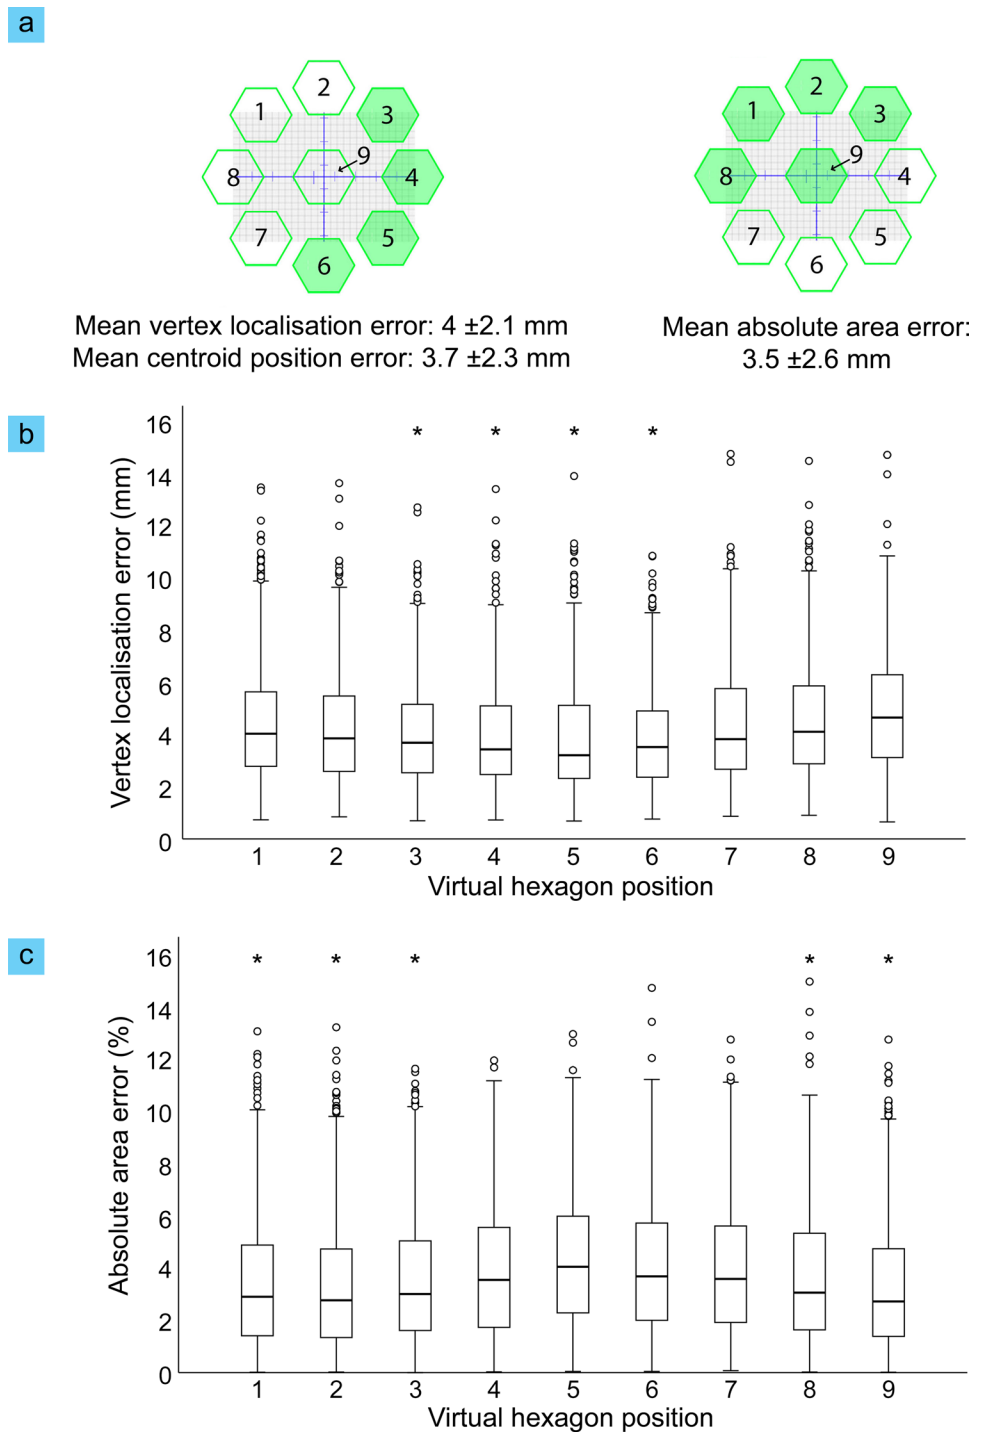 a
2
1
3
9
8
4
7
5
6
2
1
3
9
8
4
7
5
6
Mean vertex localisation error: 4 ±2.1 mm
Mean centroid position error: 3.7 ±2.3 mm
Mean absolute area error:
3.5 ±2.6 mm
b
Vertex localisation error (mm)
16
14
12
10
8
6
4
2
0
* * * *
1 2 3 4 5 6 7 8 9
Virtual hexagon position
c
Absolute area error (%)
16
14
12
10
8
6
4
2
0
* * * * *
1 2 3 4 5 6 7 8 9
Virtual hexagon position